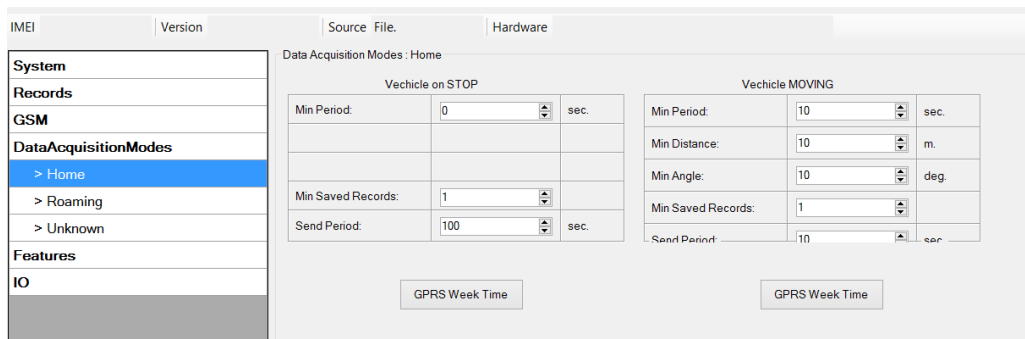 IMEI Version Source File. Hardware
System
Records
GSM
DataAcquisitionModes
> Home
> Roaming
> Unknown
Features
IO
Data Acquisition Modes : Home
Vechicle on STOP
Min Period: 0 sec.
Min Saved Records: 1
Send Period: 100 sec.
GPRS Week Time
Vechicle MOVING
Min Period: 10 sec.
Min Distance: 10 m.
Min Angle: 10 deg.
Min Saved Records: 1
Send Period: 10 sec.
GPRS Week Time